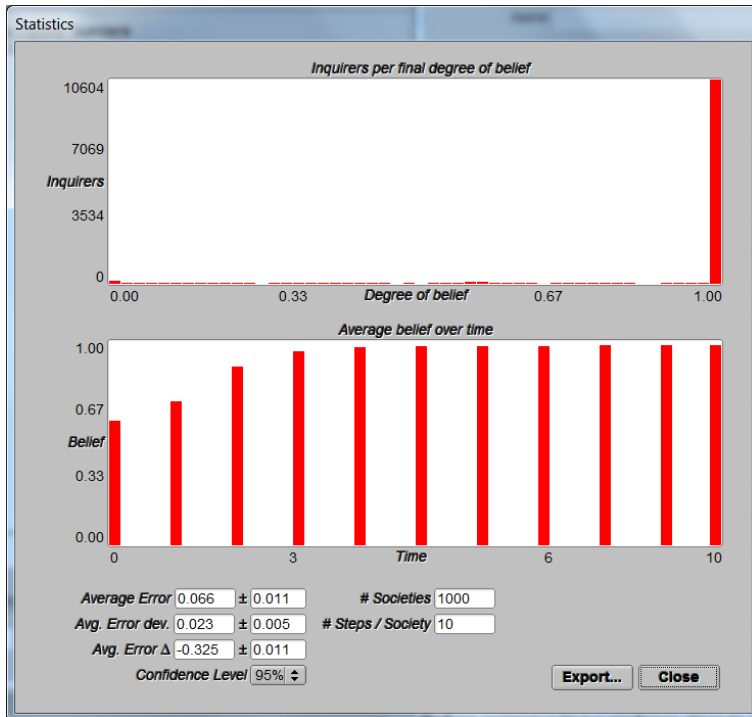 Statistics
Inquirers per final degree of belief
10604
7069
Inquirers
3534
0
0.00 0.33 Degree of belief 0.67 1.00
Average belief over time
1.00
0.67
Belief
0.33
0.00
0 3 Time 6 10
Average Error 0.066 ± 0.011 # Societies 1000
Avg. Error dev. 0.023 ± 0.005 # Steps / Society 10
Avg. Error Δ -0.325 ± 0.011
Confidence Level 95%
Export... Close